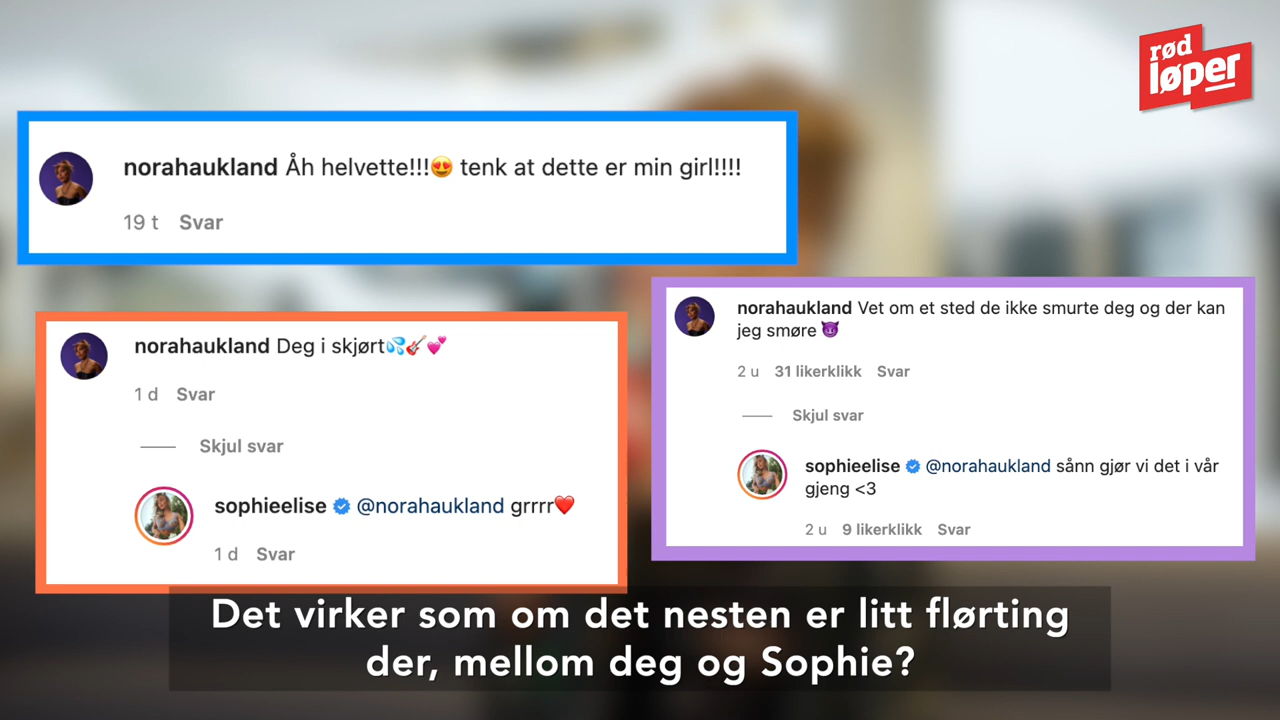 rød
løper
norahaukland Åh helvette!!!😍 tenk at dette er min girl!!!!
19 t Svar
norahaukland Vet om et sted de ikke smurte deg og der kan
jeg smøre 😈
2 u 31 likerklikk Svar
Skjul svar
sophieelise @norahaukland sånn gjør vi det i vår
gjeng <3
2 u 9 likerklikk Svar
norahaukland Deg i skjørt💦🎸💕
1 d Svar
Skjul svar
sophieelise @norahaukland grrrr❤️
1 d Svar
Det virker som om det nesten er litt flørting
der, mellom deg og Sophie?